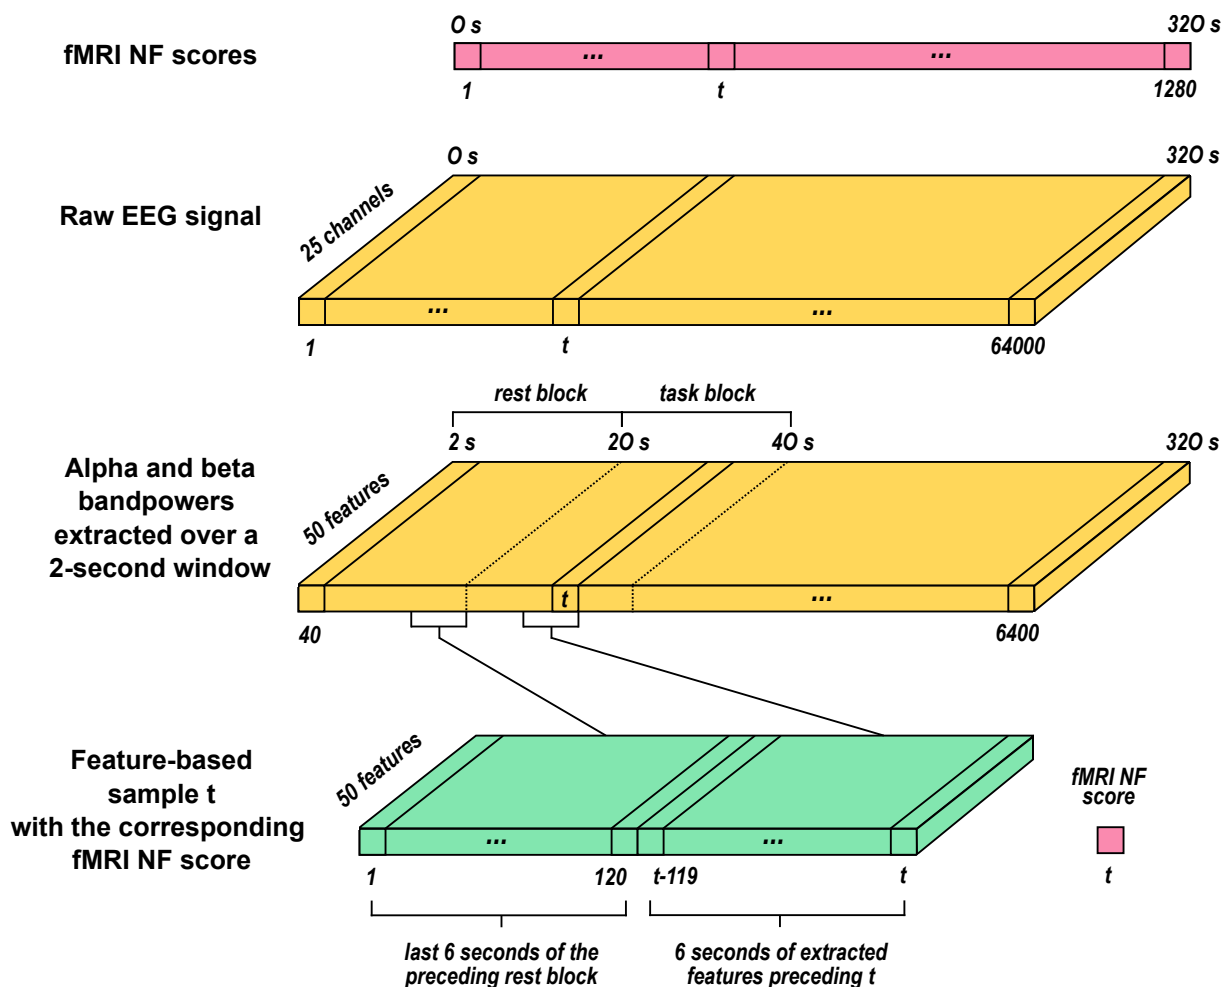 0 s
320 s
fMRI NF scores
...
...
1
t
1280
0 s
320 s
25 channels
Raw EEG signal
...
...
1
t
64000
rest block
task block
2 s
20 s
40 s
320 s
Alpha and beta
bandpowers
extracted over a
2-second window
50 features
t
...
40
6400
Feature-based
sample t
with the corresponding
fMRI NF score
50 features
...
...
1
120
t-119
t
fMRI NF
score
t
last 6 seconds of the
preceding rest block
6 seconds of extracted
features preceding t